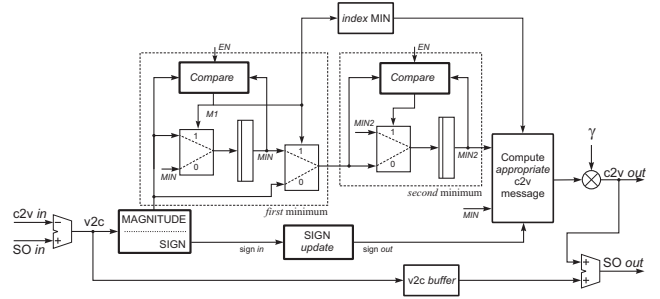 index MIN
EN
EN
Compare
Compare
M1
1
0
MIN
MIN
1
0
MIN2
1
0
MIN
MIN2
first minimum
second minimum
Compute
appropriate
c2v
message
MIN
γ
c2v out
c2v in
−
SO in
+
v2c
MAGNITUDE
SIGN
sign in
SIGN
update
sign out
v2c buffer
+
+
SO out